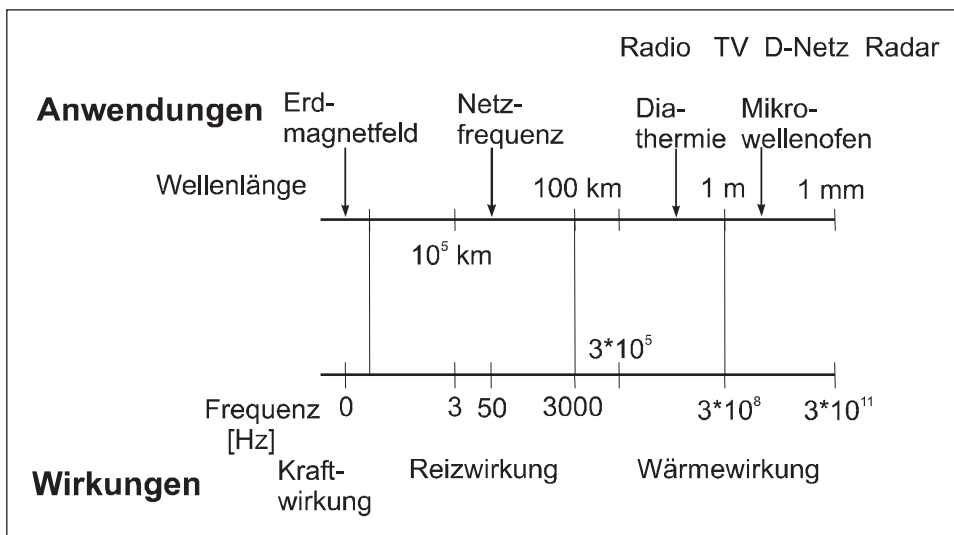 Radio TV D-Netz Radar
Anwendungen
Erd-
magnetfeld
Netz-
frequenz
Dia-
thermie
Mikro-
wellenofen
Wellenlänge 100 km 1 m 1 mm
10⁵ km
3*10⁵
Frequenz 0 3 50 3000 3*10⁸ 3*10¹¹
[Hz]
Wirkungen
Kraft-
wirkung
Reizwirkung
Wärmewirkung